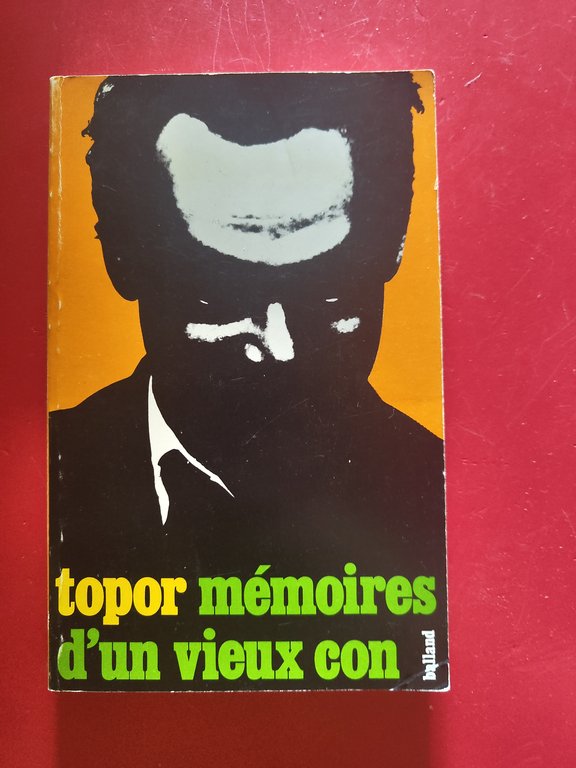 topor mémoires
d'un vieux con
balland